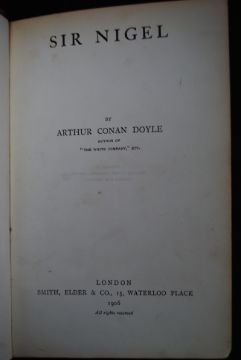 SIR NIGEL
BY
ARTHUR CONAN DOYLE
AUTHOR OF
"THE WHITE COMPANY," ETC.
LONDON
SMITH, ELDER & CO., 15, WATERLOO PLACE
1906
All rights reserved